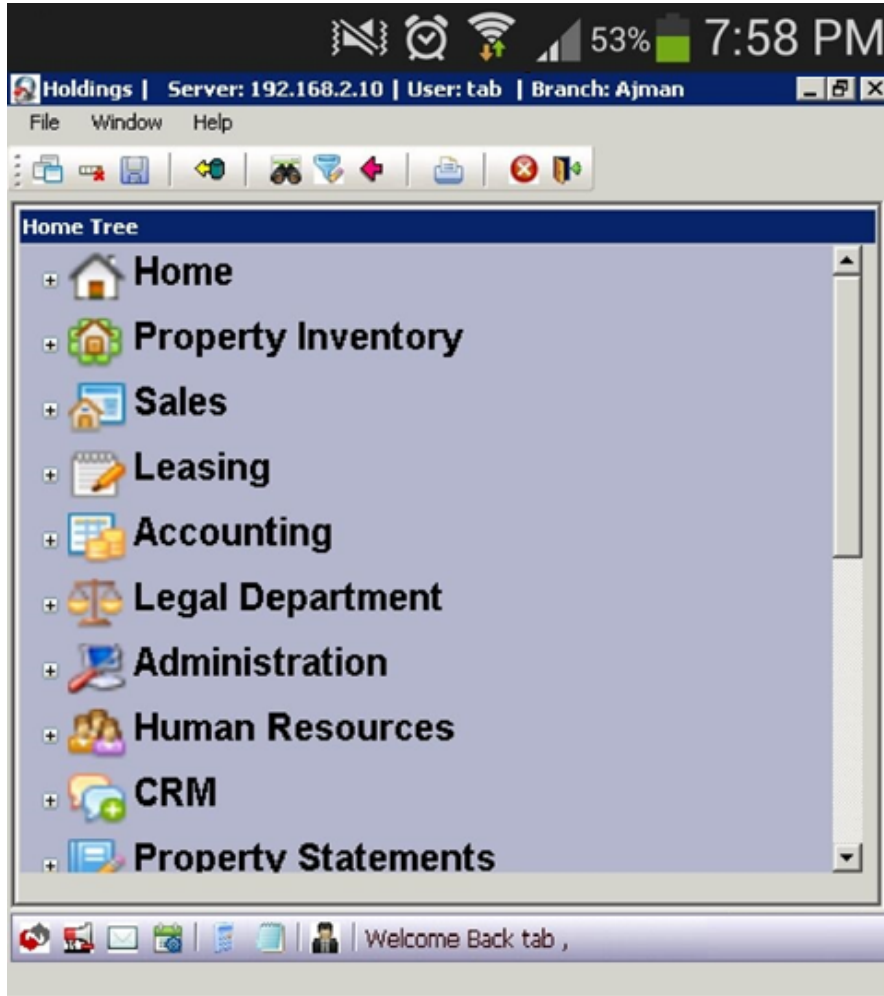 53% 7:58 PM
Holdings | Server: 192.168.2.10 | User: tab | Branch: Ajman
File Window Help
Home Tree
Home
Property Inventory
Sales
Leasing
Accounting
Legal Department
Administration
Human Resources
CRM
Property Statements
Welcome Back tab ,